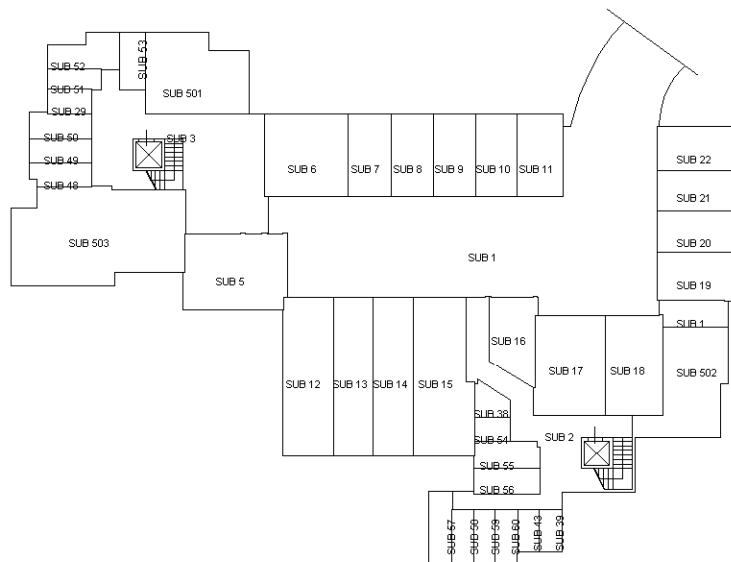 SUB 53
SUB 52
SUB 51
SUB 501
SUB 29
SUB 50
SUB 3
SUB 49
SUB 48
SUB 6
SUB 7
SUB 8
SUB 9
SUB 10
SUB 11
SUB 22
SUB 21
SUB 20
SUB 503
SUB 1
SUB 5
SUB 19
SUB 1
SUB 16
SUB 17
SUB 18
SUB 502
SUB 12
SUB 13
SUB 14
SUB 15
SUB 38
SUB 54
SUB 2
SUB 55
SUB 56
SUB 57
SUB 58
SUB 59
SUB 60
SUB 43
SUB 39